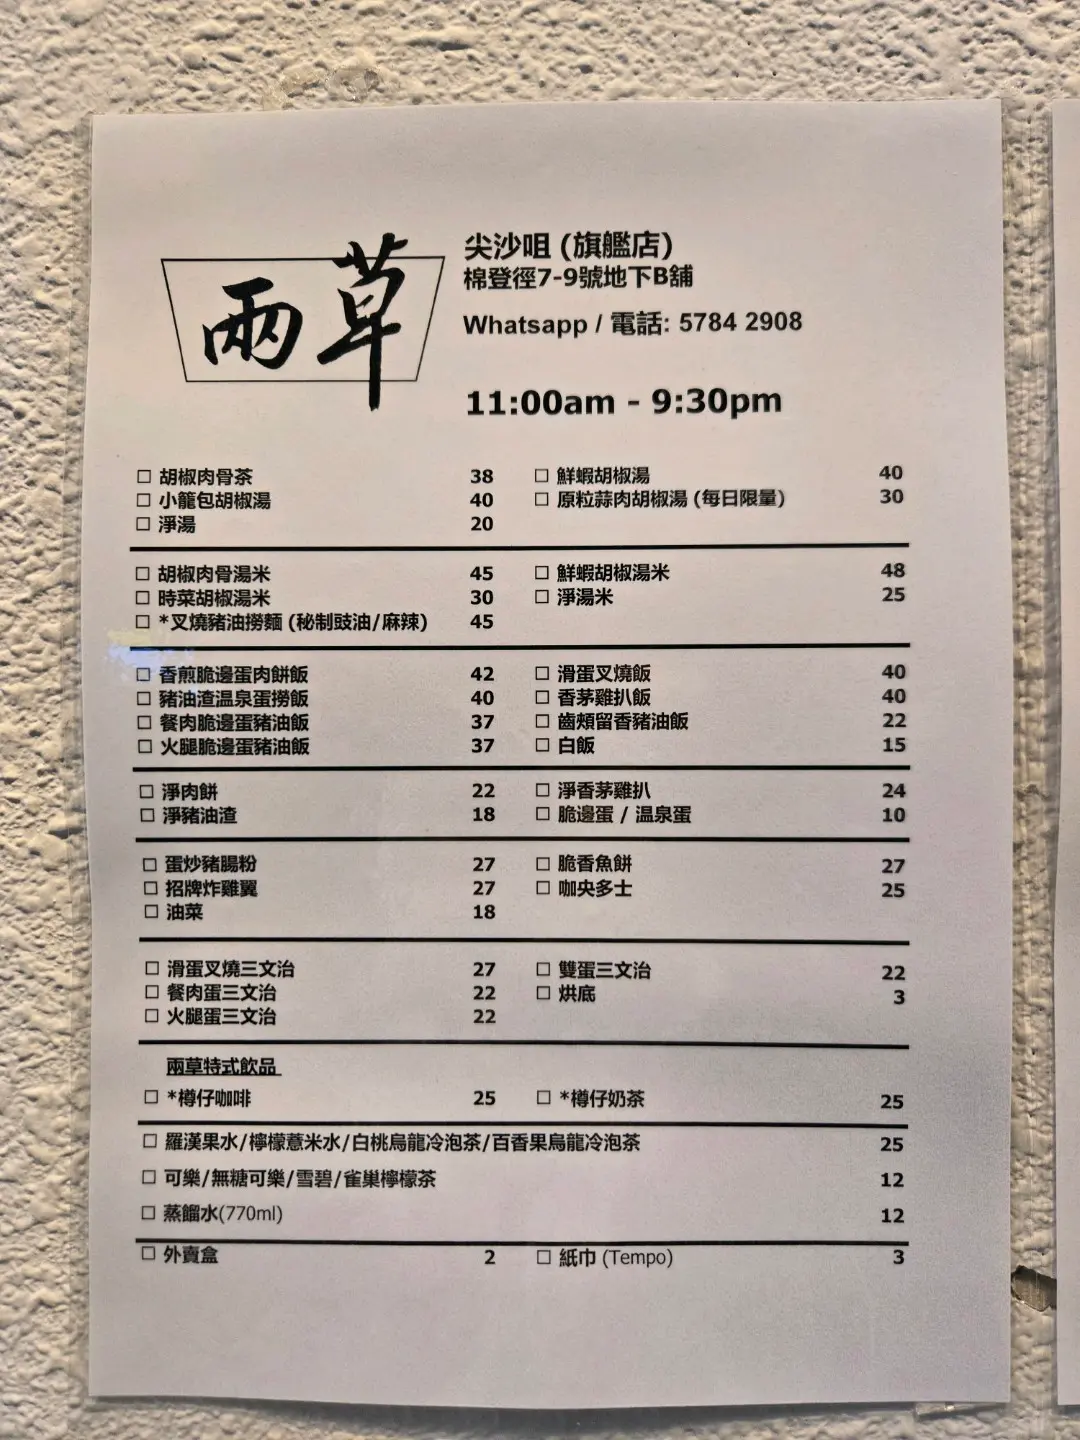 兩草
尖沙咀 (旗艦店)
棉登徑7-9號地下B舖
Whatsapp / 電話: 5784 2908
11:00am - 9:30pm
□ 胡椒肉骨茶 38 □ 鮮蝦胡椒湯 40
□ 小籠包胡椒湯 40 □ 原粒蒜肉胡椒湯 (每日限量) 30
□ 淨湯 20
□ 胡椒肉骨湯米 45 □ 鮮蝦胡椒湯米 48
□ 時菜胡椒湯米 30 □ 淨湯米 25
□ *叉燒豬油撈麵 (秘制豉油/麻辣) 45
□ 香煎脆邊蛋肉餅飯 42 □ 滑蛋叉燒飯 40
□ 豬油渣温泉蛋撈飯 40 □ 香茅雞扒飯 40
□ 餐肉脆邊蛋豬油飯 37 □ 齒頰留香豬油飯 22
□ 火腿脆邊蛋豬油飯 37 □ 白飯 15
□ 淨肉餅 22 □ 淨香茅雞扒 24
□ 淨豬油渣 18 □ 脆邊蛋 / 温泉蛋 10
□ 蛋炒豬腸粉 27 □ 脆香魚餅 27
□ 招牌炸雞翼 27 □ 咖央多士 25
□ 油菜 18
□ 滑蛋叉燒三文治 27 □ 雙蛋三文治 22
□ 餐肉蛋三文治 22 □ 烘底 3
□ 火腿蛋三文治 22
兩草特式飲品
□ *樽仔咖啡 25 □ *樽仔奶茶 25
□ 羅漢果水/檸檬薏米水/白桃烏龍冷泡茶/百香果烏龍冷泡茶 25
□ 可樂/無糖可樂/雪碧/雀巢檸檬茶 12
□ 蒸餾水(770ml) 12
□ 外賣盒 2 □ 紙巾 (Tempo) 3